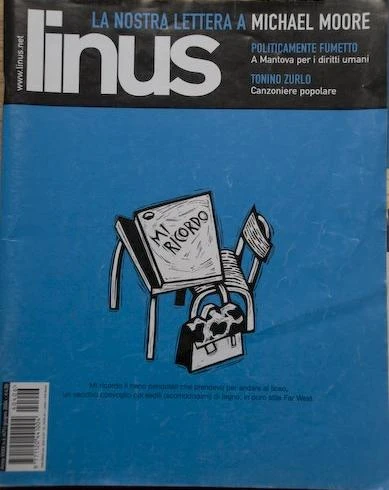 LA NOSTRA LETTERA A MICHAEL MOORE
linus
www.linus.net
POLITICAMENTE FUMETTO
A Mantova per i diritti umani
TONINO ZURLO
Canzoniere popolare
MI
RICORDO
Mi ricordo il treno pendolari che prendevo per andare al liceo,
un vecchio convoglio coi sedili (scomodissimi) di legno, in puro stile Far West.